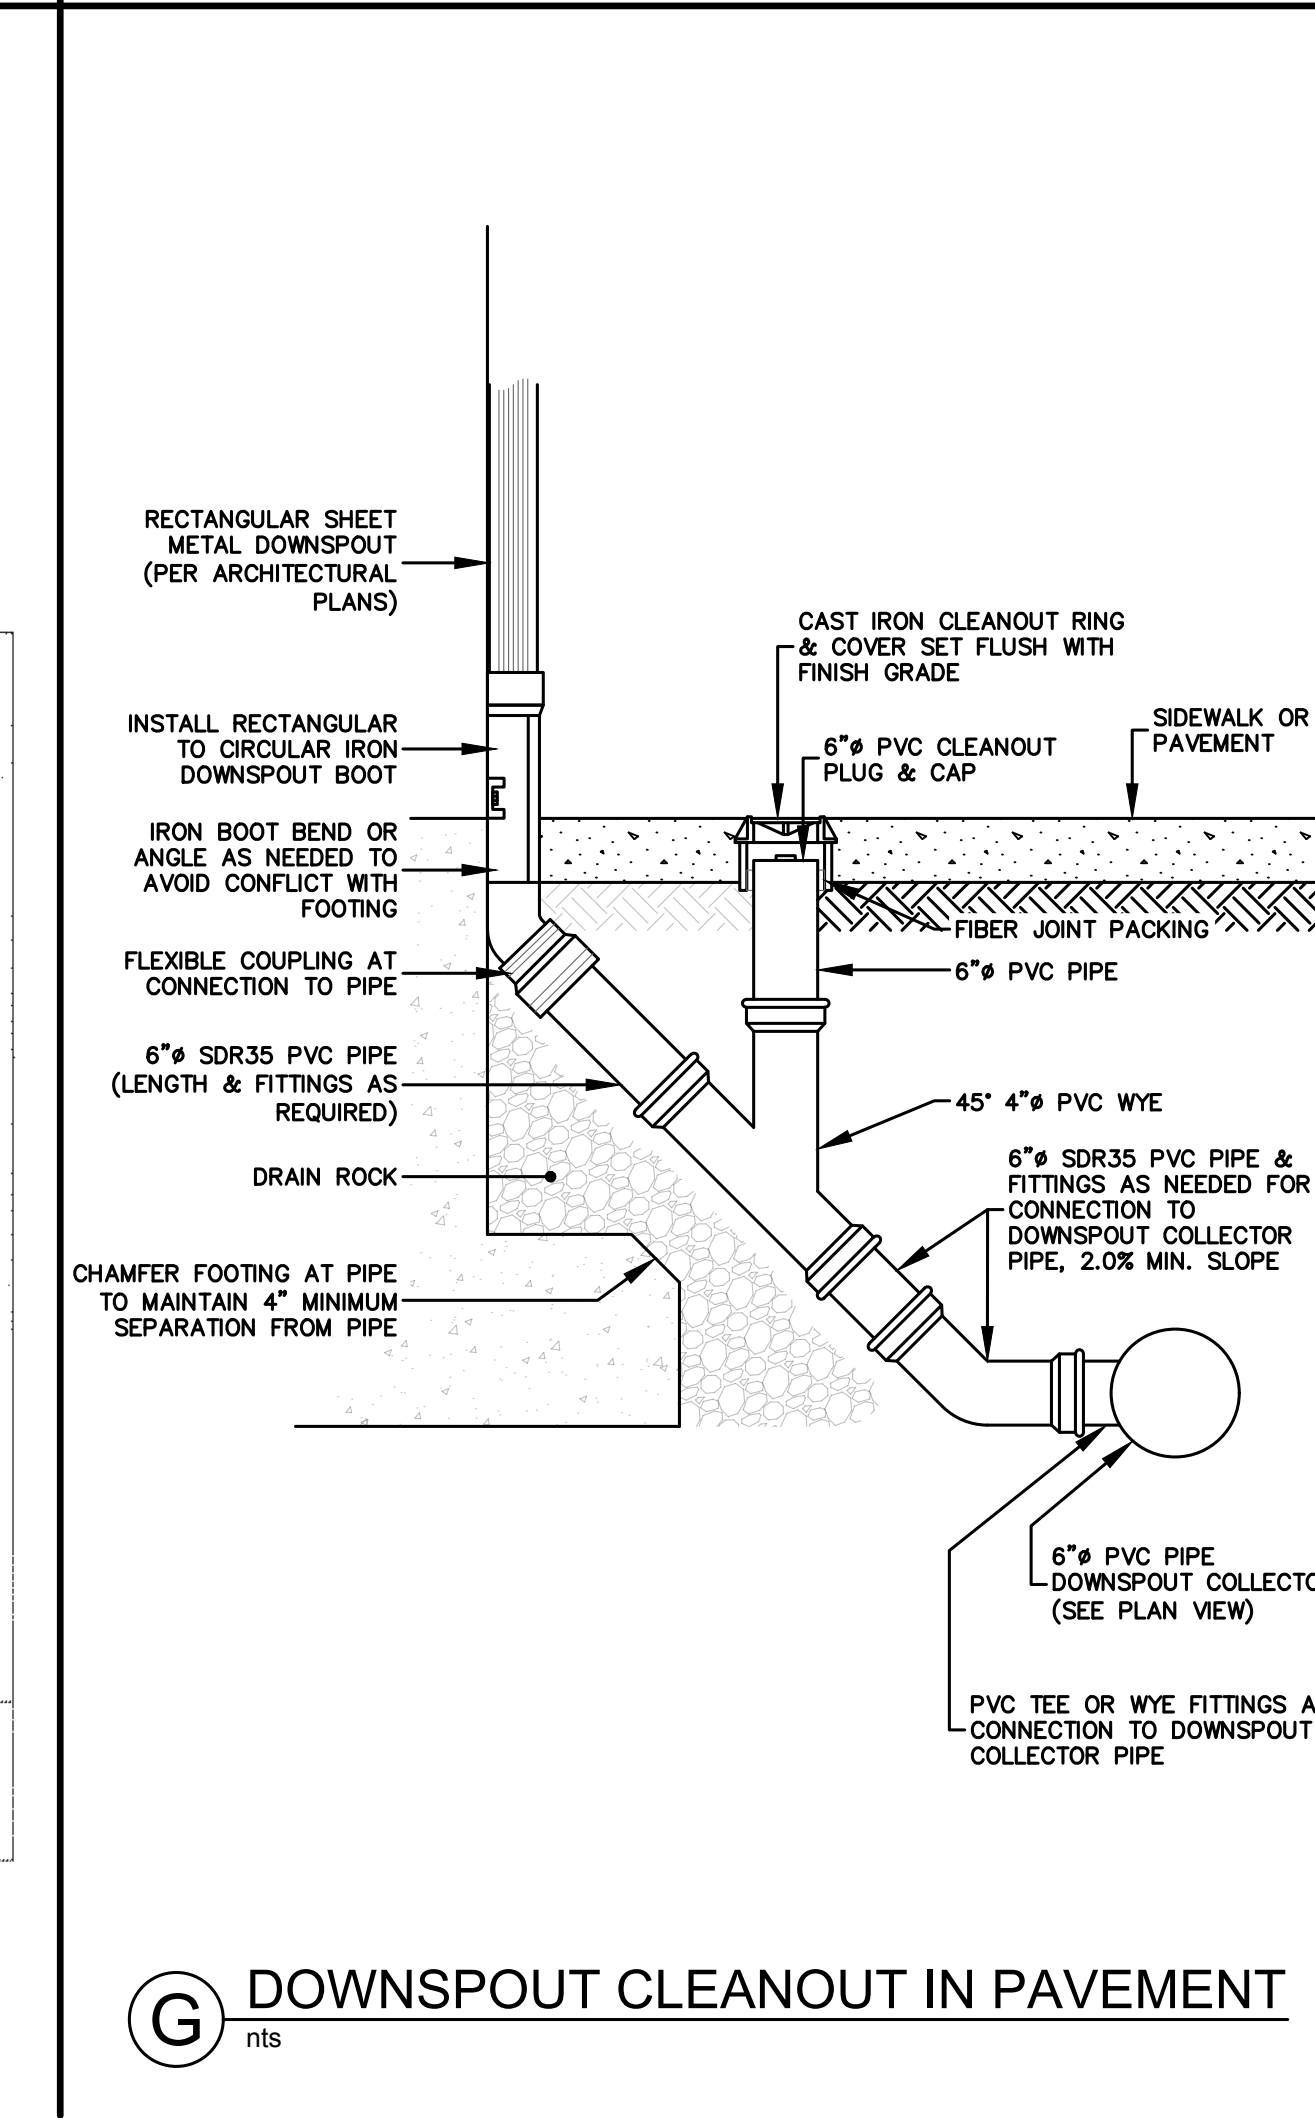 RECTANGULAR SHEET
METAL DOWNSPOUT
(PER ARCHITECTURAL
PLANS)
INSTALL RECTANGULAR
TO CIRCULAR IRON
DOWNSPOUT BOOT
IRON BOOT BEND OR
ANGLE AS NEEDED TO
AVOID CONFLICT WITH
FOOTING
FLEXIBLE COUPLING AT
CONNECTION TO PIPE
6"ø SDR35 PVC PIPE
(LENGTH & FITTINGS AS
REQUIRED)
DRAIN ROCK
CHAMFER FOOTING AT PIPE
TO MAINTAIN 4" MINIMUM
SEPARATION FROM PIPE
CAST IRON CLEANOUT RING
& COVER SET FLUSH WITH
FINISH GRADE
6"ø PVC CLEANOUT
PLUG & CAP
SIDEWALK OR
PAVEMENT
FIBER JOINT PACKING
6"ø PVC PIPE
45° 4"ø PVC WYE
6"ø SDR35 PVC PIPE &
FITTINGS AS NEEDED FOR
CONNECTION TO
DOWNSPOUT COLLECTOR
PIPE, 2.0% MIN. SLOPE
6"ø PVC PIPE
DOWNSPOUT
(SEE PLAN VIEW)
PVC TEE OR WYE FITTINGS
CONNECTION TO DOWNSPOUT
COLLECTOR PIPE
G DOWNSPOUT CLEANOUT IN PAVEMENT
nts